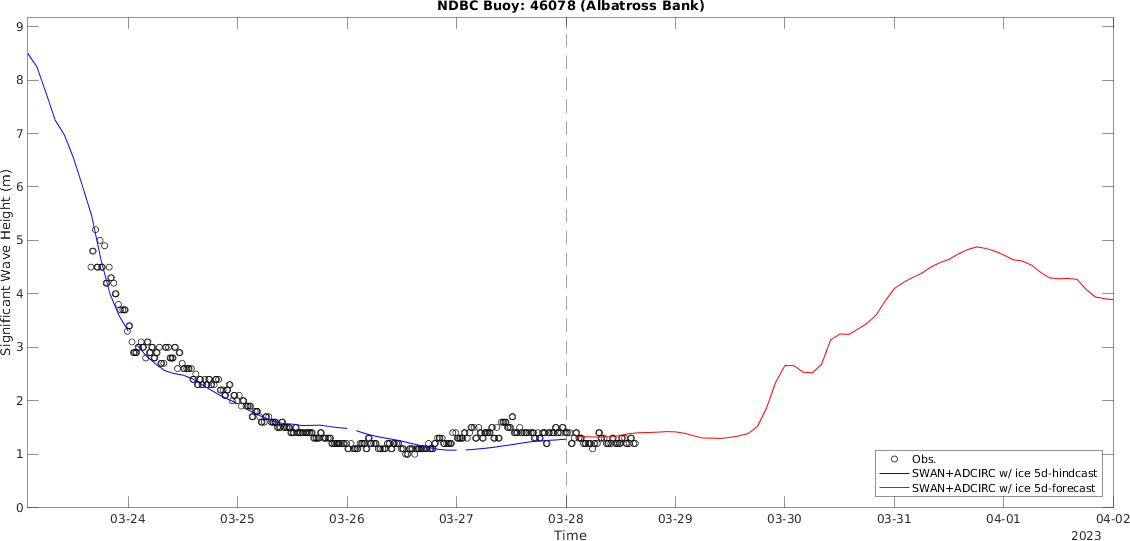 NDBC Buoy: 46078 (Albatross Bank)
9
8
7
6
5
4
3
2
1
0
Significant Wave Height (m)
Obs.
SWAN+ADCIRC w/ ice 5d-hindcast
SWAN+ADCIRC w/ ice 5d-forecast
03-24 03-25 03-26 03-27 03-28 03-29 03-30 03-31 04-01 04-02
Time
2023